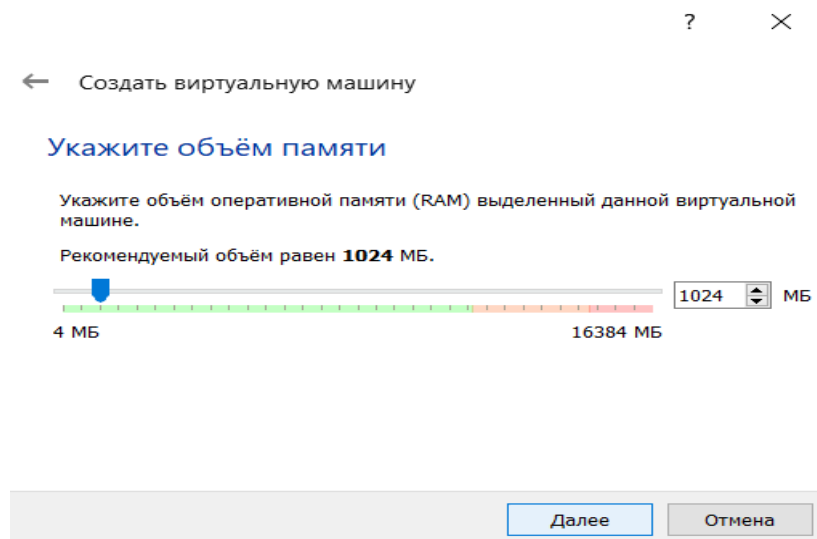 ?
← Создать виртуальную машину
Укажите объём памяти
Укажите объём оперативной памяти (RAM) выделенный данной виртуальной
машине.
Рекомендуемый объём равен 1024 МБ.
1024 МБ
4 МБ 16384 МБ
Далее Отмена